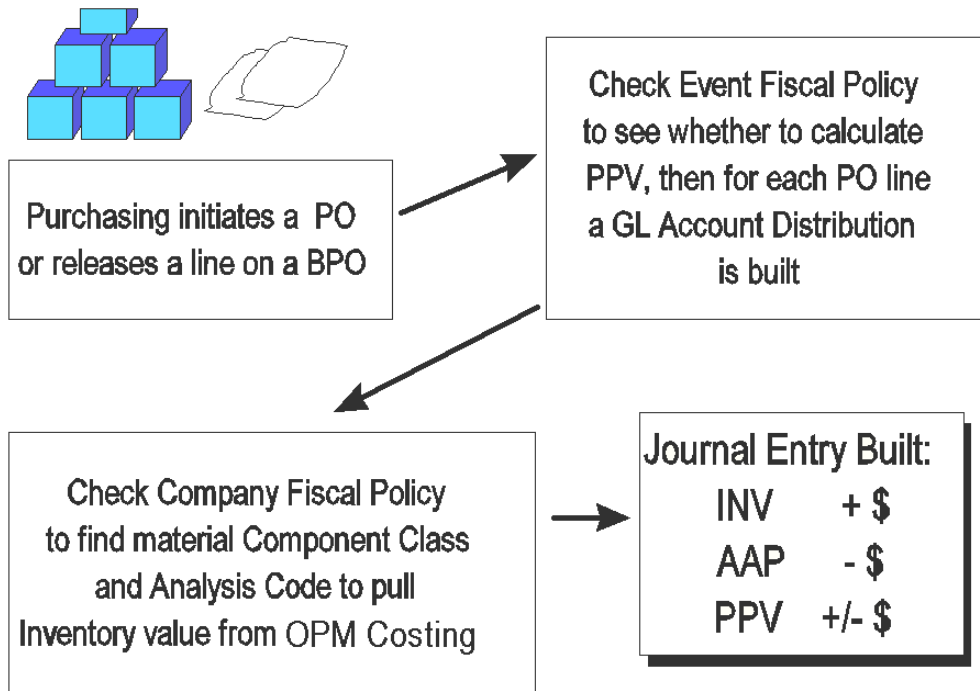 Purchasing initiates a PO
or releases a line on a BPO
Check Event Fiscal Policy
to see whether to calculate
PPV, then for each PO line
a GL Account Distribution
is built
Check Company Fiscal Policy
to find material Component Class
and Analysis Code to pull
Inventory value from OPM Costing
Journal Entry Built:
INV + $
AAP - $
PPV +/- $